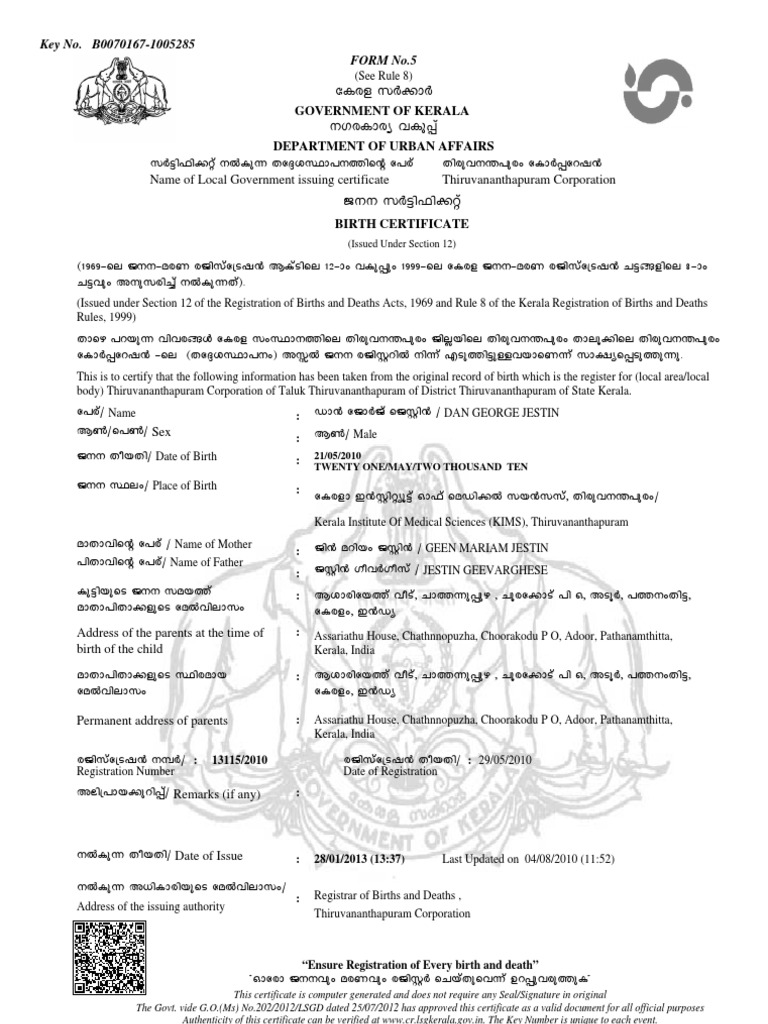 Key No. B0070167-1005285
FORM No.5
(See Rule 8)
കേരള സർക്കാർ
GOVERNMENT OF KERALA
നഗരകാര്യ വകുപ്പ്
DEPARTMENT OF URBAN AFFAIRS
സർട്ടിഫിക്കറ്റ് നൽകുന്ന തദ്ദേശസ്ഥാപനത്തിന്റെ പേര് തിരുവനന്തപുരം കോർപ്പറേഷൻ
Name of Local Government issuing certificate Thiruvananthapuram Corporation
ജനന സർട്ടിഫിക്കറ്റ്
BIRTH CERTIFICATE
(Issued Under Section 12)
(1969-ലെ ജനന-മരണ രജിസ്ട്രേഷൻ ആക്ടിലെ 12-ാം വകുപ്പും 1999-ലെ കേരള ജനന-മരണ രജിസ്ട്രേഷൻ ചട്ടങ്ങളിലെ 8-ാം
ചട്ടവും അനുസരിച്ച് നൽകുന്നത്).
(Issued under Section 12 of the Registration of Births and Deaths Acts, 1969 and Rule 8 of the Kerala Registration of Births and Deaths
Rules, 1999)
താഴെ പറയുന്ന വിവരങ്ങൾ കേരള സംസ്ഥാനത്തിലെ തിരുവനന്തപുരം ജില്ലയിലെ തിരുവനന്തപുരം താലൂക്കിലെ തിരുവനന്തപുരം
കോർപ്പറേഷൻ -ലെ (തദ്ദേശസ്ഥാപനം) അസ്സൽ ജനന രജിസ്റ്ററിൽ നിന്ന് എടുത്തിട്ടുള്ളവയാണെന്ന് സാക്ഷ്യപ്പെടുത്തുന്നു.
This is to certify that the following information has been taken from the original record of birth which is the register for (local area/local
body) Thiruvananthapuram Corporation of Taluk Thiruvananthapuram of District Thiruvananthapuram of State Kerala.
പേര്/ Name : ഡാൻ ജോർജ് ജെസ്റ്റിൻ / DAN GEORGE JESTIN
ആൺ/പെൺ/ Sex : ആൺ/ Male
ജനന തീയതി/ Date of Birth : 21/05/2010
TWENTY ONE/MAY/TWO THOUSAND TEN
ജനന സ്ഥലം/ Place of Birth : കേരളാ ഇൻസ്റ്റിറ്റ്യൂട്ട് ഓഫ് മെഡിക്കൽ സയൻസസ്, തിരുവനന്തപുരം/
Kerala Institute Of Medical Sciences (KIMS), Thiruvananthapuram
മാതാവിന്റെ പേര് / Name of Mother : ജിൻ മറിയം ജസ്റ്റിൻ / GEEN MARIAM JESTIN
പിതാവിന്റെ പേര്/ Name of Father : ജസ്റ്റിൻ ഗീവർഗീസ് / JESTIN GEEVARGHESE
കുട്ടിയുടെ ജനന സമയത്ത് : ആശാരിയേത്ത് വീട്, ചാത്തന്നുപ്പുഴ , ചൂരക്കോട് പി ഒ, അടൂർ, പത്തനംതിട്ട,
മാതാപിതാക്കളുടെ മേൽവിലാസം കേരളം, ഇൻഡ്യ
Address of the parents at the time of : Assariathu House, Chathnnopuzha, Choorakodu P O, Adoor, Pathanamthitta,
birth of the child Kerala, India
മാതാപിതാക്കളുടെ സ്ഥിരമായ : ആശാരിയേത്ത് വീട്, ചാത്തന്നുപ്പുഴ , ചൂരക്കോട് പി ഒ, അടൂർ, പത്തനംതിട്ട,
മേൽവിലാസം കേരളം, ഇൻഡ്യ
Permanent address of parents : Assariathu House, Chathnnopuzha, Choorakodu P O, Adoor, Pathanamthitta,
Kerala, India
രജിസ്ട്രേഷൻ നമ്പർ/ : 13115/2010 രജിസ്ട്രേഷൻ തീയതി/ : 29/05/2010
Registration Number Date of Registration
അഭിപ്രായക്കുറിപ്പ്/ Remarks (if any) :
കേരള സർക്കാർ
GOVERNMENT OF KERALA
നൽകുന്ന തീയതി/ Date of Issue : 28/01/2013 (13:37) Last Updated on 04/08/2010 (11:52)
നൽകുന്ന അധികാരിയുടെ മേൽവിലാസം/ : Registrar of Births and Deaths ,
Address of the issuing authority Thiruvananthapuram Corporation
“Ensure Registration of Every birth and death”
"ഓരോ ജനനവും മരണവും രജിസ്റ്റർ ചെയ്തുവെന്ന് ഉറപ്പുവരുത്തുക"
This certificate is computer generated and does not require any Seal/Signature in original
The Govt. vide G.O.(Ms) No.202/2012/LSGD dated 25/07/2012 has approved this certificate as a valid document for all official purposes
Authenticity of this certificate can be verified at www.cr.lsgkerala.gov.in. The Key Number is unique to each event.